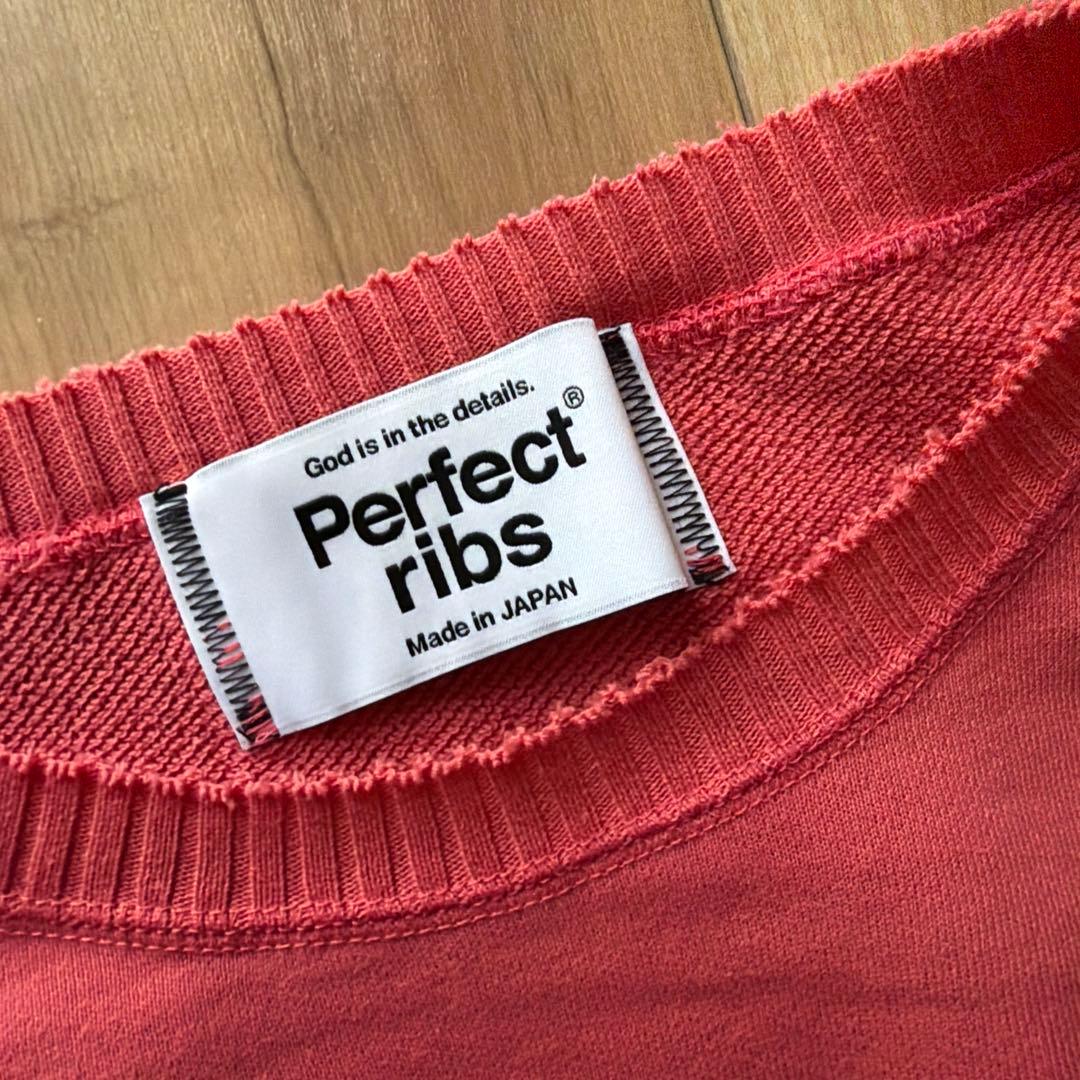 God is in the details.
Perfect®
ribs
Made in JAPAN